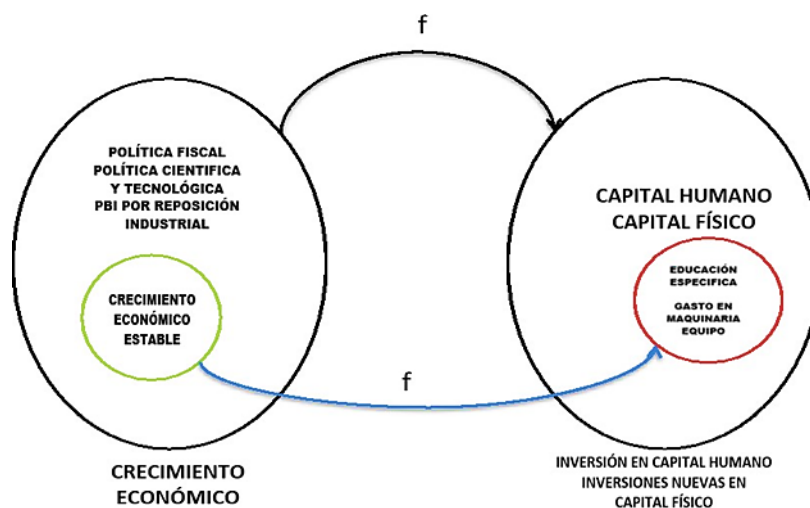 f
POLÍTICA FISCAL
POLÍTICA CIENTIFICA
Y TECNOLÓGICA
PBI POR REPOSICIÓN
INDUSTRIAL
CRECIMIENTO
ECONÓMICO
ESTABLE
CAPITAL HUMANO
CAPITAL FÍSICO
EDUCACIÓN
ESPECIFICA
GASTO EN
MAQUINARIA
EQUIPO
f
CRECIMIENTO
ECONÓMICO
INVERSIÓN EN CAPITAL HUMANO
INVERSIONES NUEVAS EN
CAPITAL FÍSICO